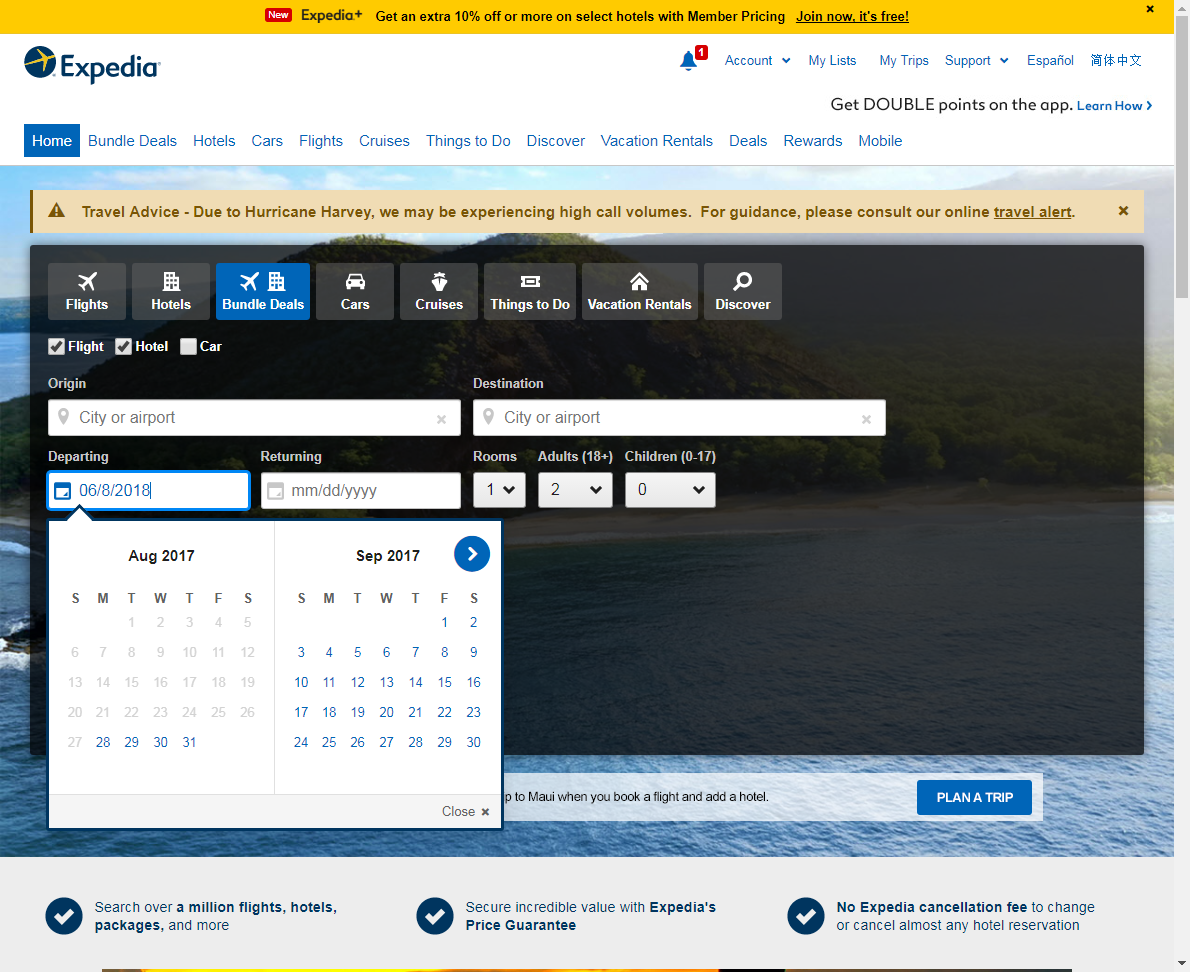 New Expedia+ Get an extra 10% off or more on select hotels with Member Pricing Join now, it's free!
Expedia
1 Account My Lists My Trips Support Español 简体中文
Get DOUBLE points on the app. Learn How
Home Bundle Deals Hotels Cars Flights Cruises Things to Do Discover Vacation Rentals Deals Rewards Mobile
Travel Advice - Due to Hurricane Harvey, we may be experiencing high call volumes. For guidance, please consult our online travel alert.
Flights Hotels Bundle Deals Cars Cruises Things to Do Vacation Rentals Discover
Flight Hotel Car
Origin Destination
City or airport City or airport
Departing Returning Rooms Adults (18+) Children (0-17)
06/8/2018 mm/dd/yyyy 1 2 0
Aug 2017 Sep 2017
S M T W T F S S M T W T F S
1 2 3 4 5 1 2
6 7 8 9 10 11 12 3 4 5 6 7 8 9
13 14 15 16 17 18 19 10 11 12 13 14 15 16
20 21 22 23 24 25 26 17 18 19 20 21 22 23
27 28 29 30 31 24 25 26 27 28 29 30
p to Maui when you book a flight and add a hotel. PLAN A TRIP
Close
Search over a million flights, hotels, packages, and more
Secure incredible value with Expedia's Price Guarantee
No Expedia cancellation fee to change or cancel almost any hotel reservation